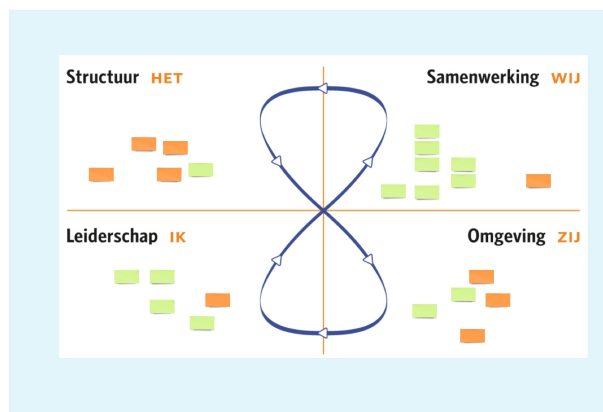 Structuur HET
Samenwerking WIJ
Leiderschap IK
Omgeving ZIJ